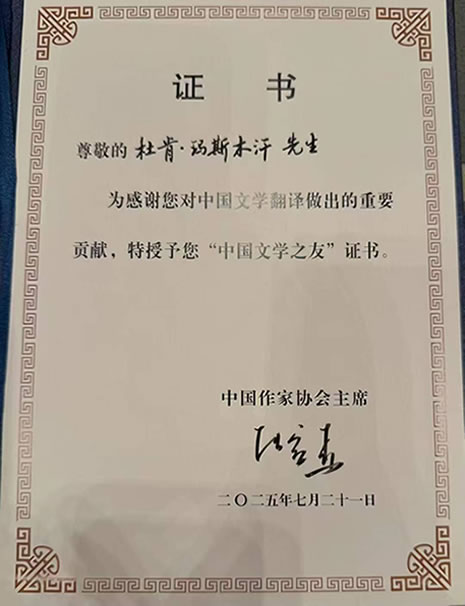 证 书
尊敬的 杜肯·玛斯木汗 先生
为感谢您对中国文学翻译做出的重要
贡献，特授予您“中国文学之友”证书。
中国作家协会主席
张宏森
二〇二五年七月二十一日